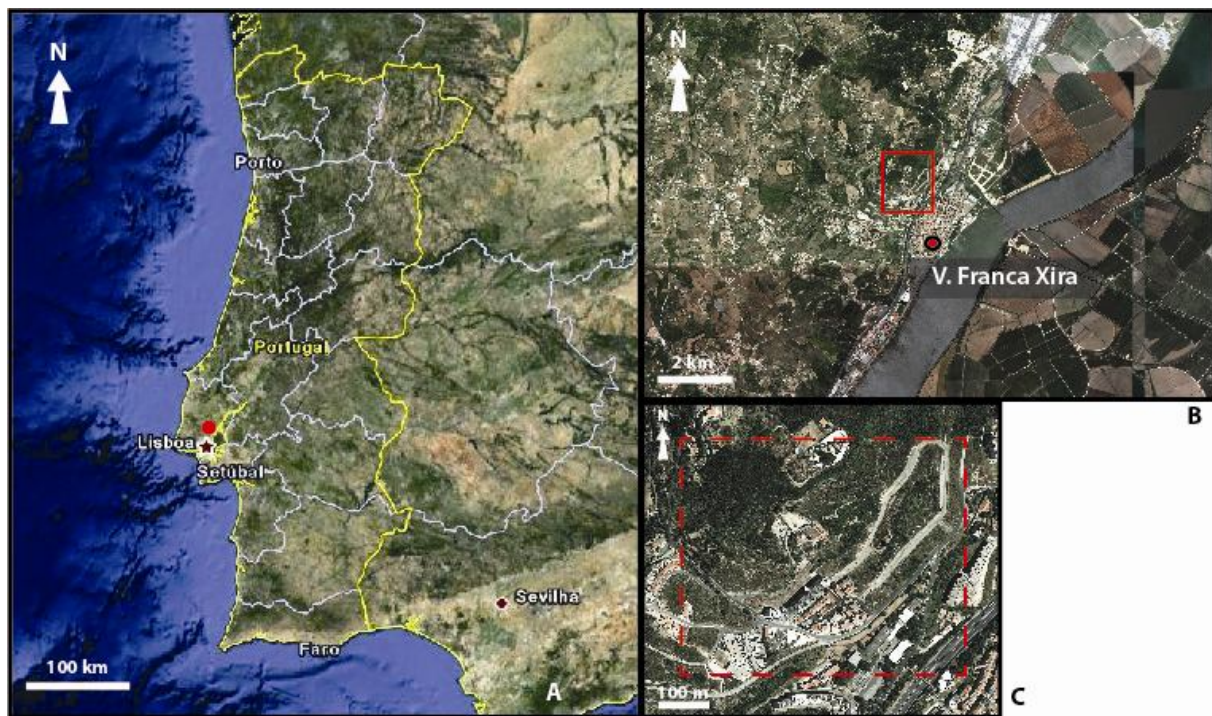 N
Porto
Portugal
Lisboa
Setúbal
Sevilha
Faro
100 km
A
N
V. Franca Xira
2 km
B
N
100 m
C